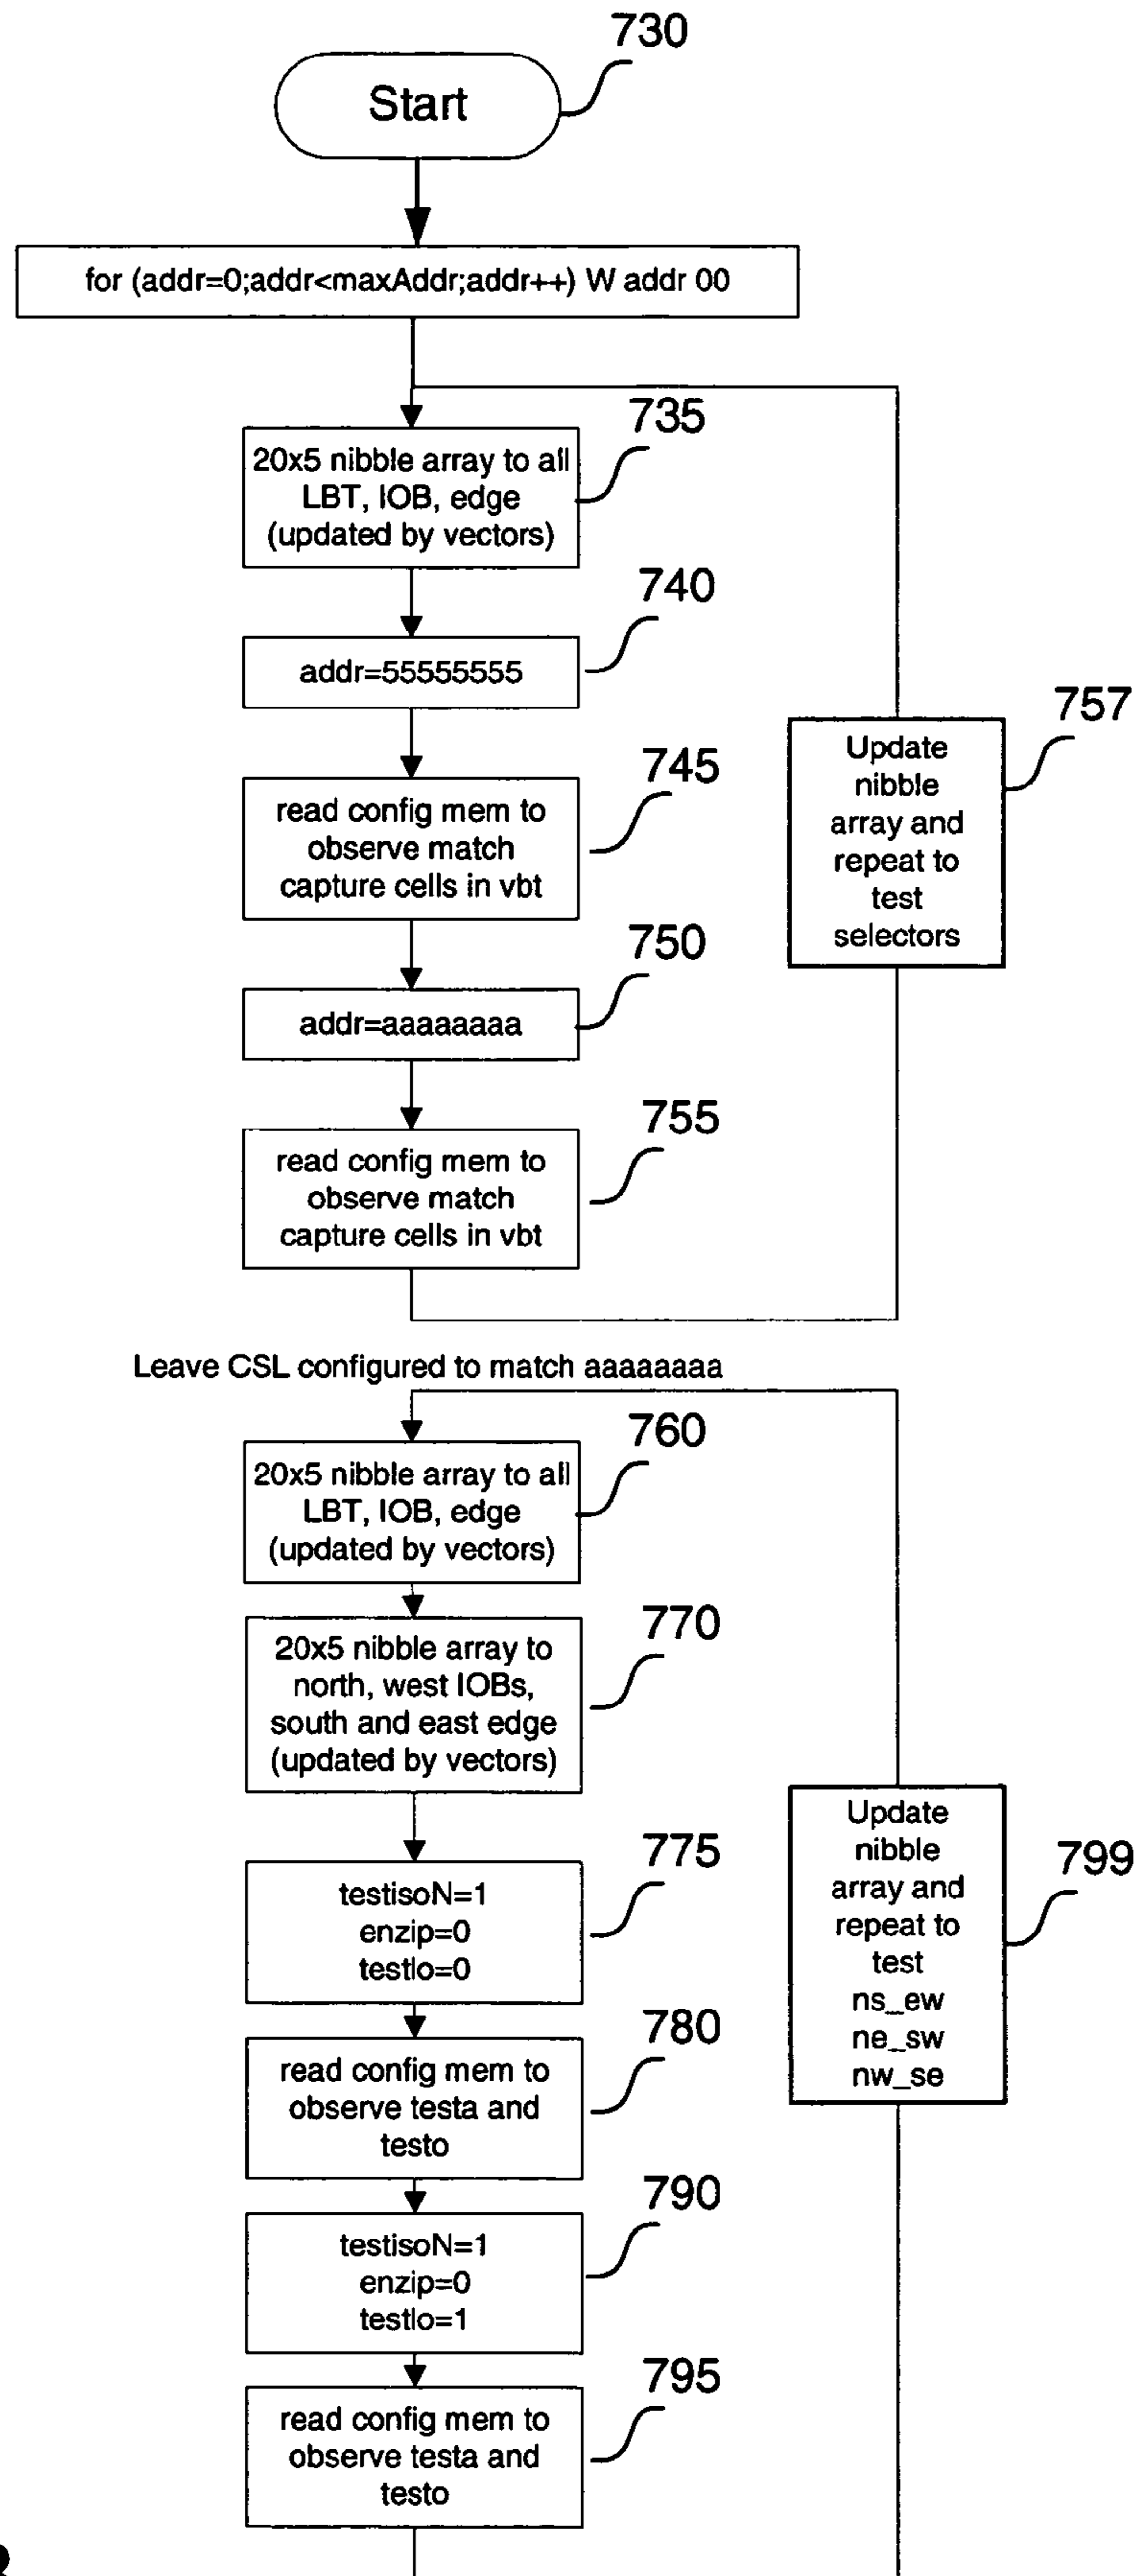 730
Start
for (addr=0;addr<maxAddr;addr++) W addr 00
735
20x5 nibble array to all
LBT, IOB, edge
(updated by vectors)
740
addr=55555555
757
Update
nibble
array and
repeat to
test
selectors
745
read config mem to
observe match
capture cells in vbt
750
addr=aaaaaaaa
755
read config mem to
observe match
capture cells in vbt
Leave CSL configured to match aaaaaaaa
760
20x5 nibble array to all
LBT, IOB, edge
(updated by vectors)
770
20x5 nibble array to
north, west IOBs,
south and east edge
(updated by vectors)
775
testisoN=1
enzip=0
testlo=0
799
Update
nibble
array and
repeat to
test
ns_ew
ne_sw
nw_se
780
read config mem to
observe testa and
testo
790
testisoN=1
enzip=0
testlo=1
795
read config mem to
observe testa and
testo